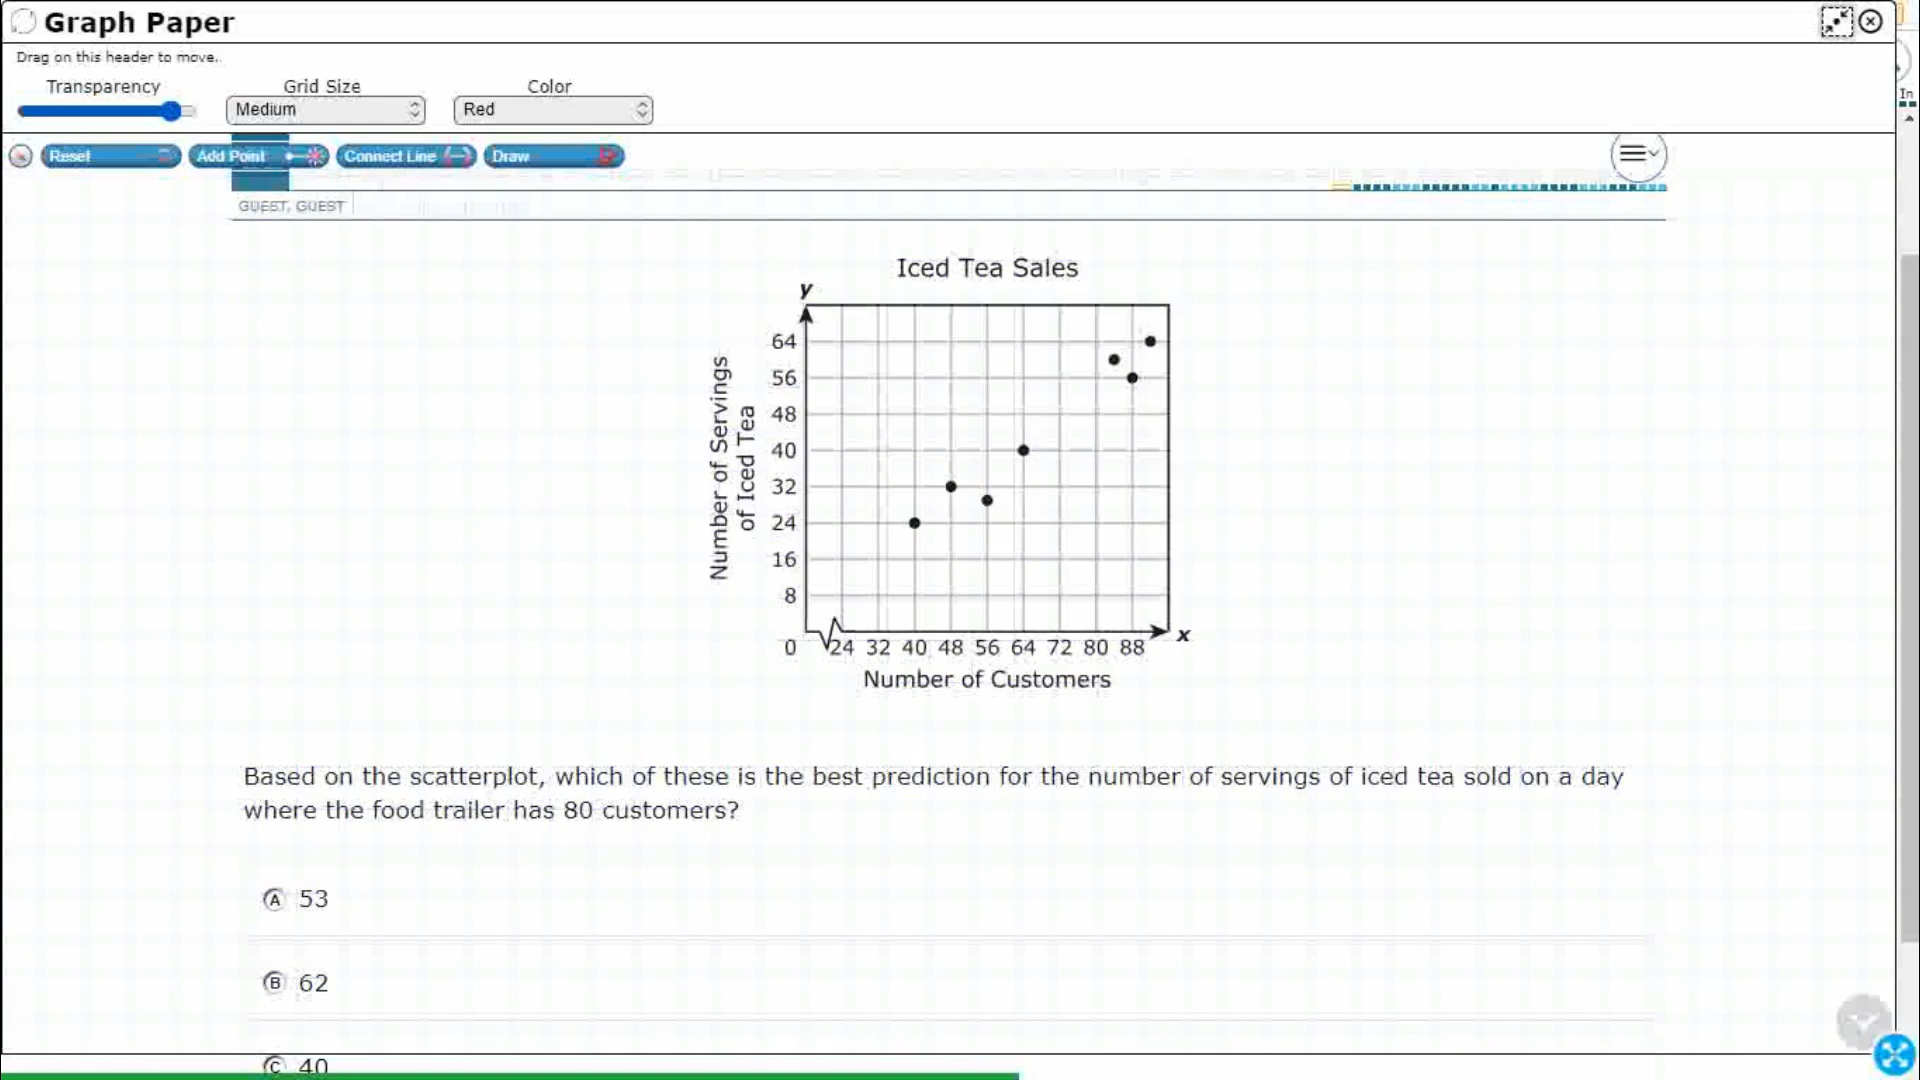 Graph Paper
Drag on this header to move..
Transparency
Grid Size
Color
Medium
Red
In
Reset
Add Point
Connect Line
Draw
GUEST, GUEST
Iced Tea Sales
y
64
56
48
40
32
24
16
8
Number of Servings
of Iced Tea
0 24 32 40 48 56 64 72 80 88
x
Number of Customers
Based on the scatterplot, which of these is the best prediction for the number of servings of iced tea sold on a day
where the food trailer has 80 customers?
A 53
B 62
C 40